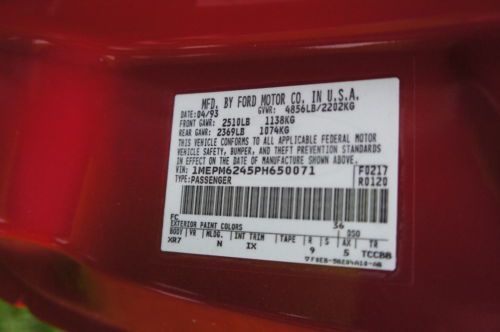 MFD. BY FORD MOTOR CO. IN U.S.A.
DATE: 04/93 GVWR: 4856LB/2202KG
FRONT GAWR: 2510LB 1138KG
REAR GAWR: 2369LB 1074KG
THIS VEHICLE CONFORMS TO ALL APPLICABLE FEDERAL MOTOR
VEHICLE SAFETY, BUMPER, AND THEFT PREVENTION STANDARDS
IN EFFECT ON THE DATE OF MANUFACTURE SHOWN ABOVE.
VIN: 1MEPM6245PH650071 F0217
TYPE: PASSENGER R0120
FC 36
EXTERIOR PAINT COLORS DSO
BODY VR MLDG. INT TRIM TAPE R S AX TR
XR7 N IX 9 5 TCCBB